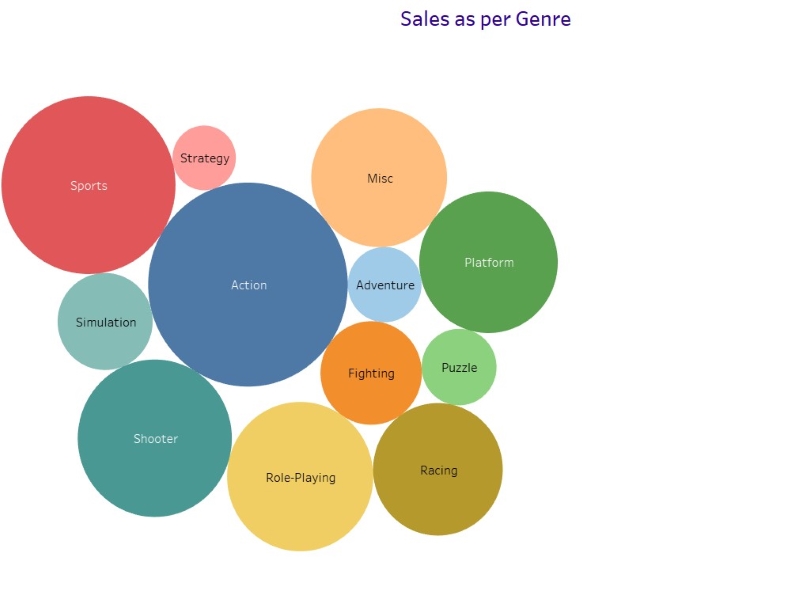 Sales as per Genre
Strategy
Misc
Sports
Platform
Action
Adventure
Simulation
Puzzle
Fighting
Shooter
Racing
Role-Playing